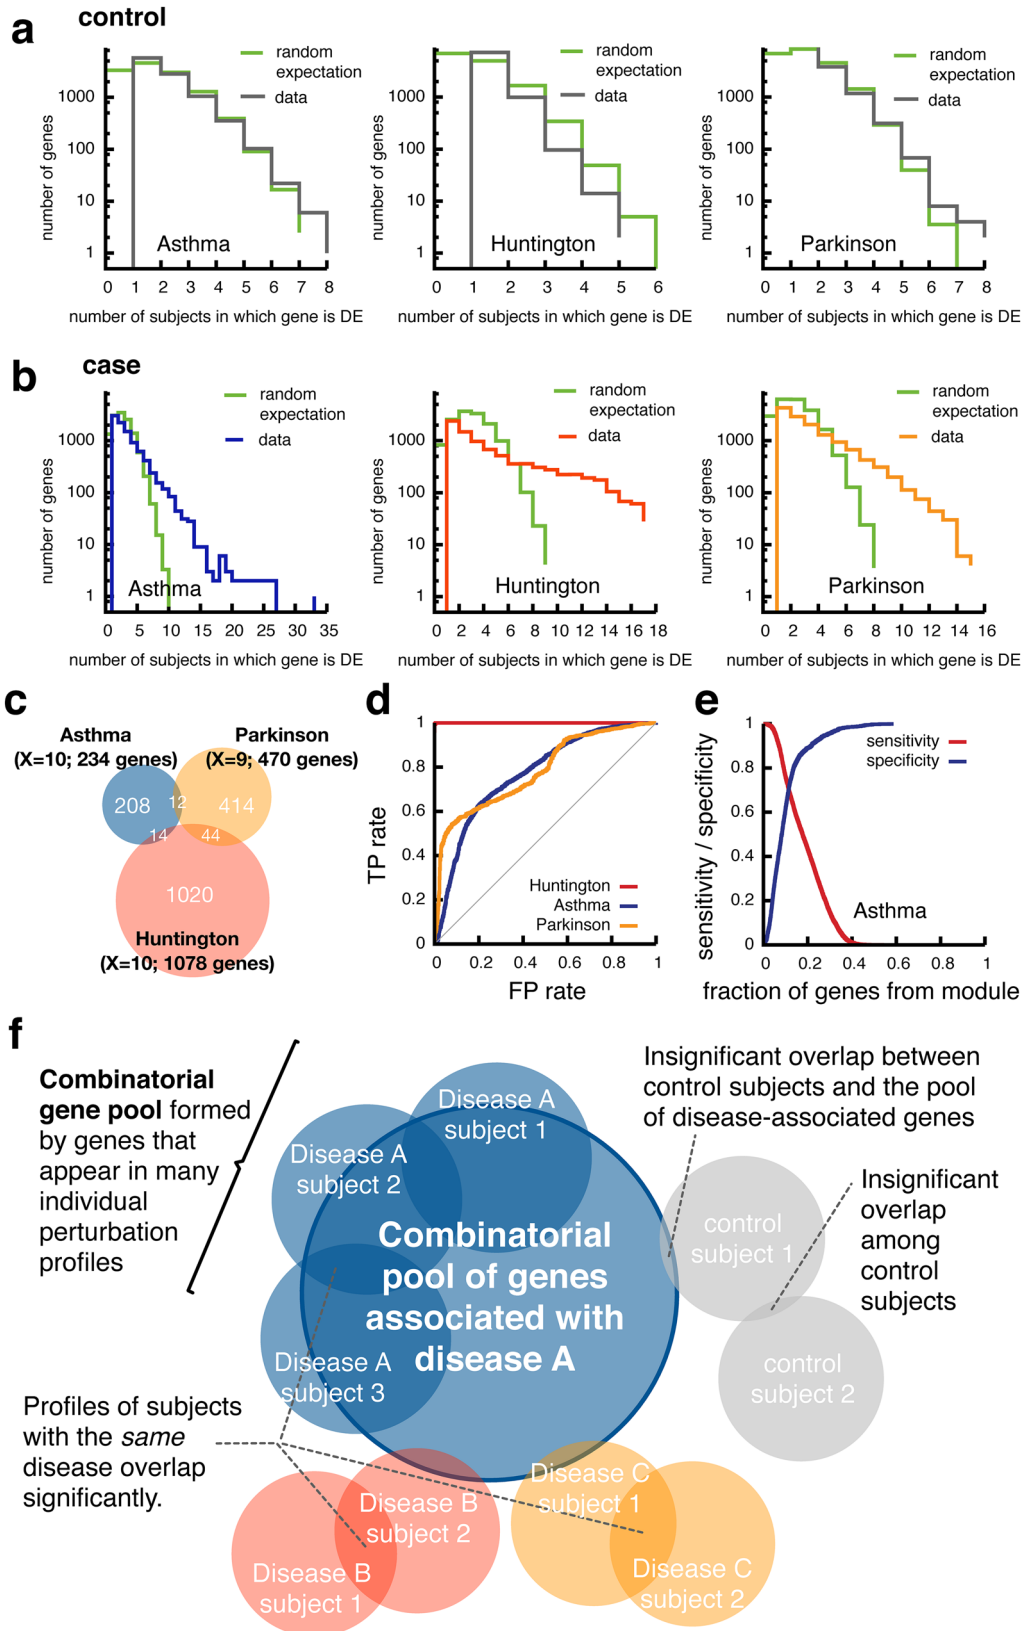 a
control
number of genes
1000
100
10
1
random
expectation
data
Asthma
0 1 2 3 4 5 6 7 8
number of subjects in which gene is DE
number of genes
1000
100
10
1
random
expectation
data
Huntington
0 1 2 3 4 5 6
number of subjects in which gene is DE
number of genes
1000
100
10
1
random
expectation
data
Parkinson
0 1 2 3 4 5 6 7 8
number of subjects in which gene is DE
b
case
number of genes
1000
100
10
1
random
expectation
data
Asthma
0 5 10 15 20 25 30 35
number of subjects in which gene is DE
number of genes
1000
100
10
1
random
expectation
data
Huntington
0 2 4 6 8 10 12 14 16 18
number of subjects in which gene is DE
number of genes
1000
100
10
1
random
expectation
data
Parkinson
0 2 4 6 8 10 12 14 16
number of subjects in which gene is DE
c
Asthma
(X=10; 234 genes)
Parkinson
(X=9; 470 genes)
208
12
414
14
44
1020
Huntington
(X=10; 1078 genes)
d
TP rate
1
0.8
0.6
0.4
0.2
0
Huntington
Asthma
Parkinson
0 0.2 0.4 0.6 0.8 1
FP rate
e
sensitivity / specificity
1
0.8
0.6
0.4
0.2
0
sensitivity
specificity
Asthma
0 0.2 0.4 0.6 0.8 1
fraction of genes from module
f
Combinatorial
gene pool formed
by genes that
appear in many
individual
perturbation
profiles
Disease A
subject 1
Disease A
subject 2
Disease A
subject 3
Combinatorial
pool of genes
associated with
disease A
Insignificant overlap between
control subjects and the pool
of disease-associated genes
control
subject 1
Insignificant
overlap
among
control
subjects
control
subject 2
Profiles of subjects
with the same
disease overlap
significantly.
Disease B
subject 2
Disease B
subject 1
Disease C
subject 1
Disease C
subject 2